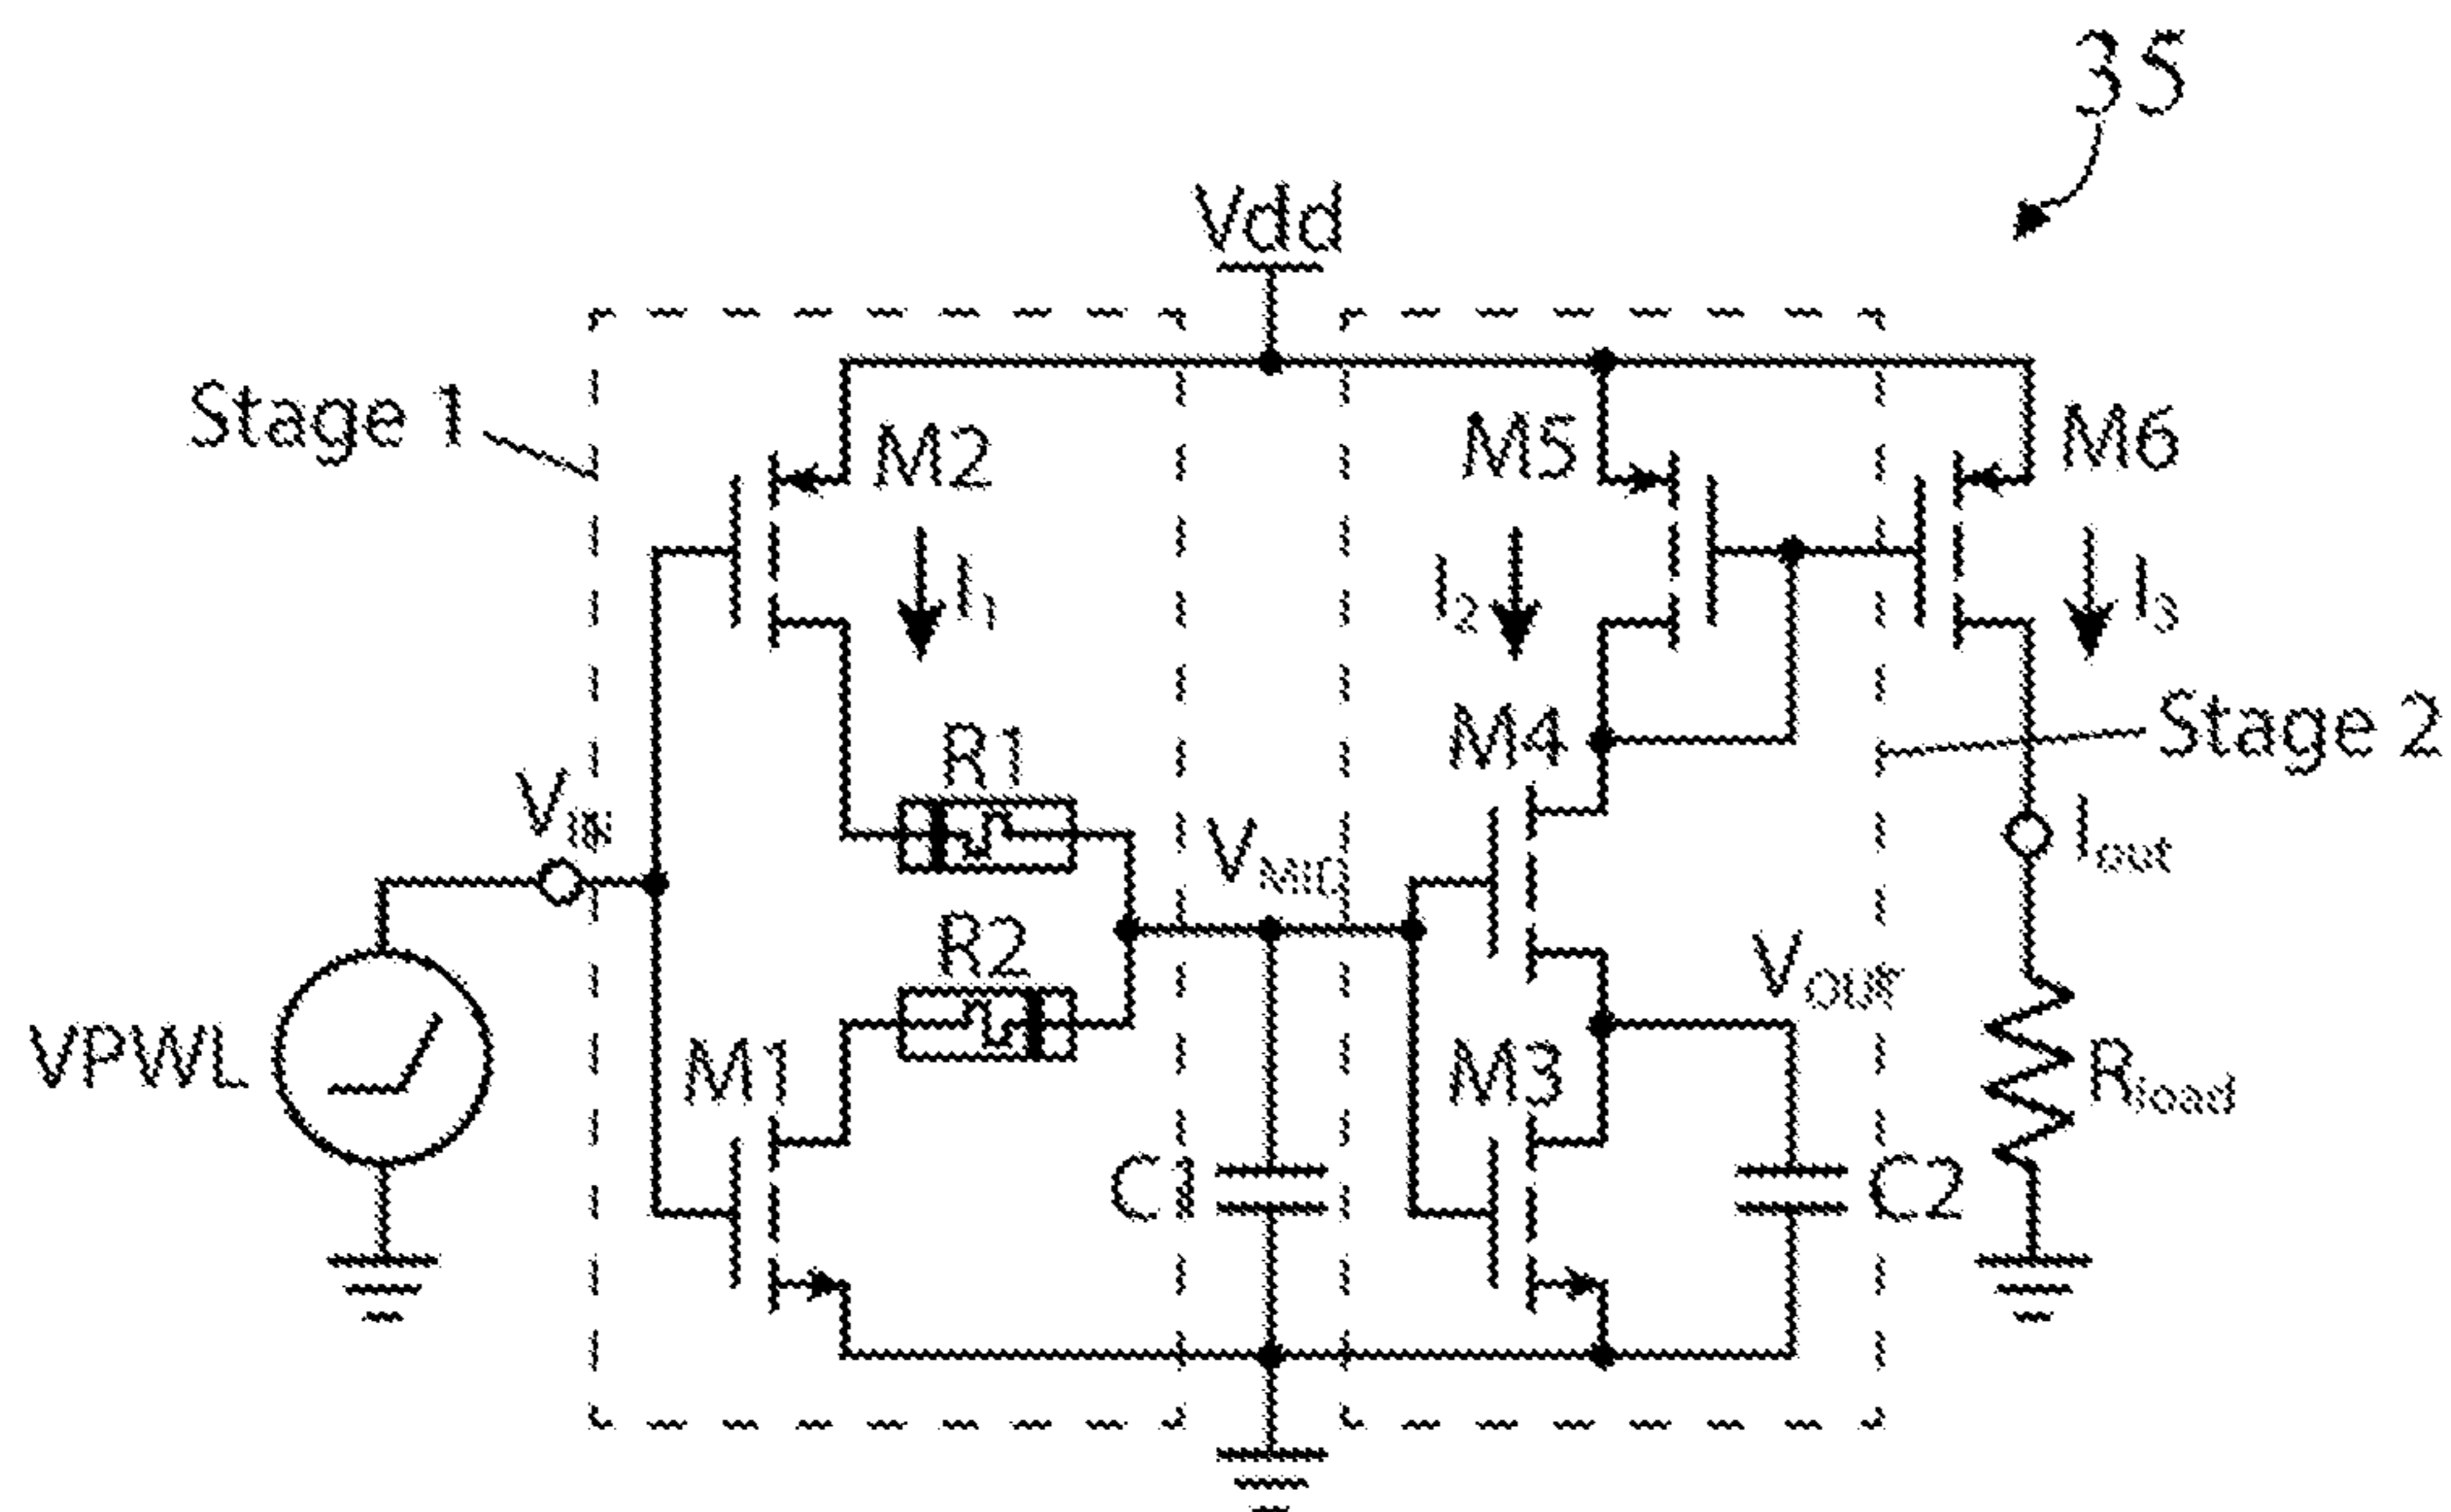 35
Vdd
Stage 1
M2
M5
M6
I1
I2
I3
M4
Stage 2
R1
VIN
VMID
Iout
R2
VOUT
VPWL
M1
M3
Rload
C1
C2